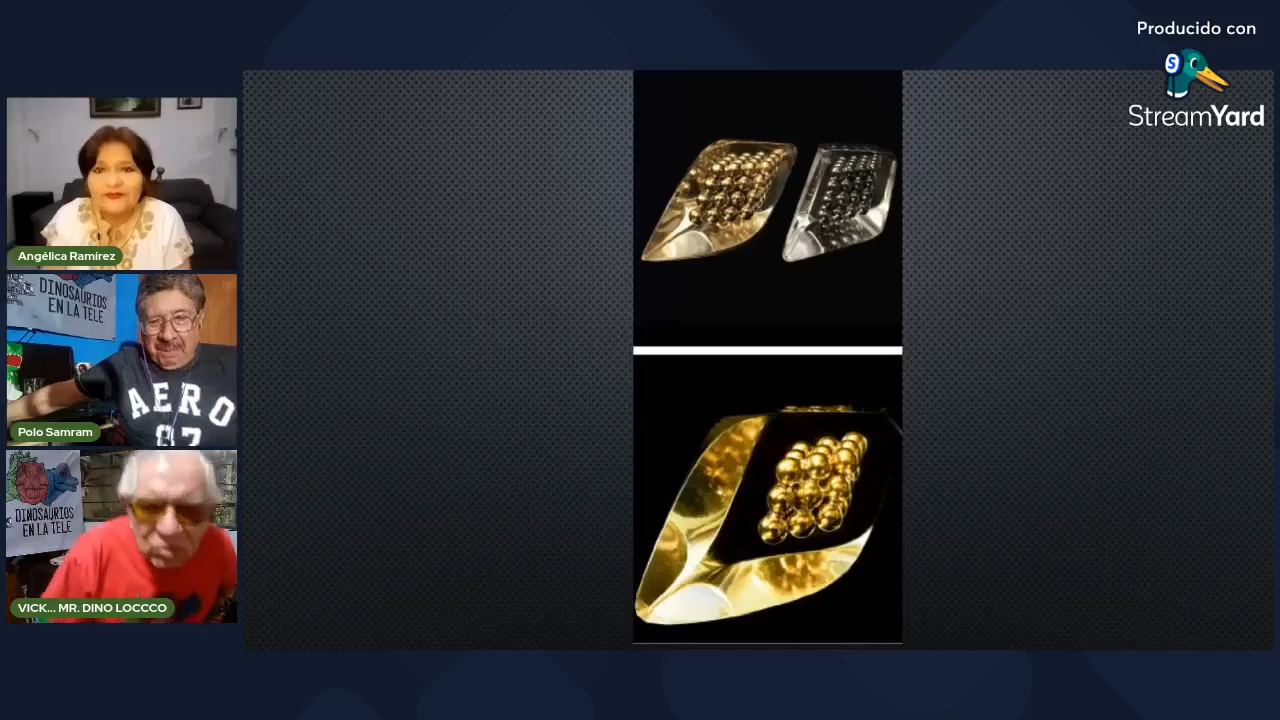 Producido con
StreamYard
Angélica Ramírez
DINOSAURIOS
EN LA TELE
AERO
87
Polo Samram
DINOSAURIOS
EN LA TELE
VICK... MR. DINO LOCCCO